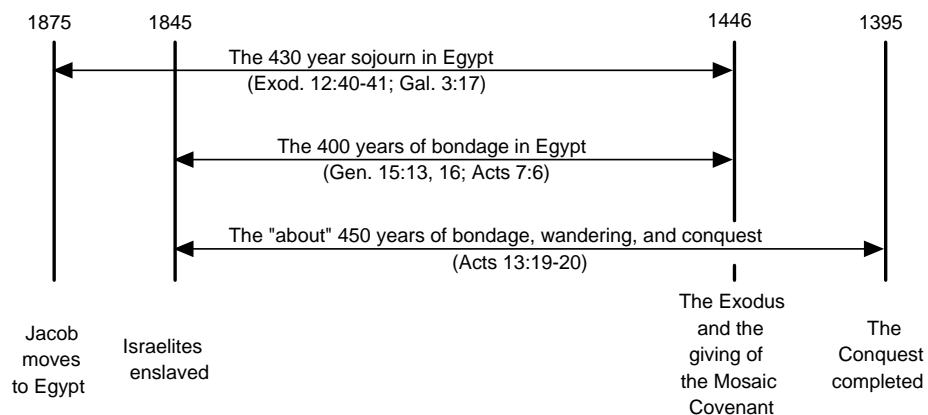 1875
1845
1446
1395
The 430 year sojourn in Egypt
(Exod. 12:40-41; Gal. 3:17)
The 400 years of bondage in Egypt
(Gen. 15:13, 16; Acts 7:6)
The "about" 450 years of bondage, wandering, and conquest
(Acts 13:19-20)
Jacob
moves
to Egypt
Israelites
enslaved
The Exodus
and the
giving of
the Mosaic
Covenant
The
Conquest
completed